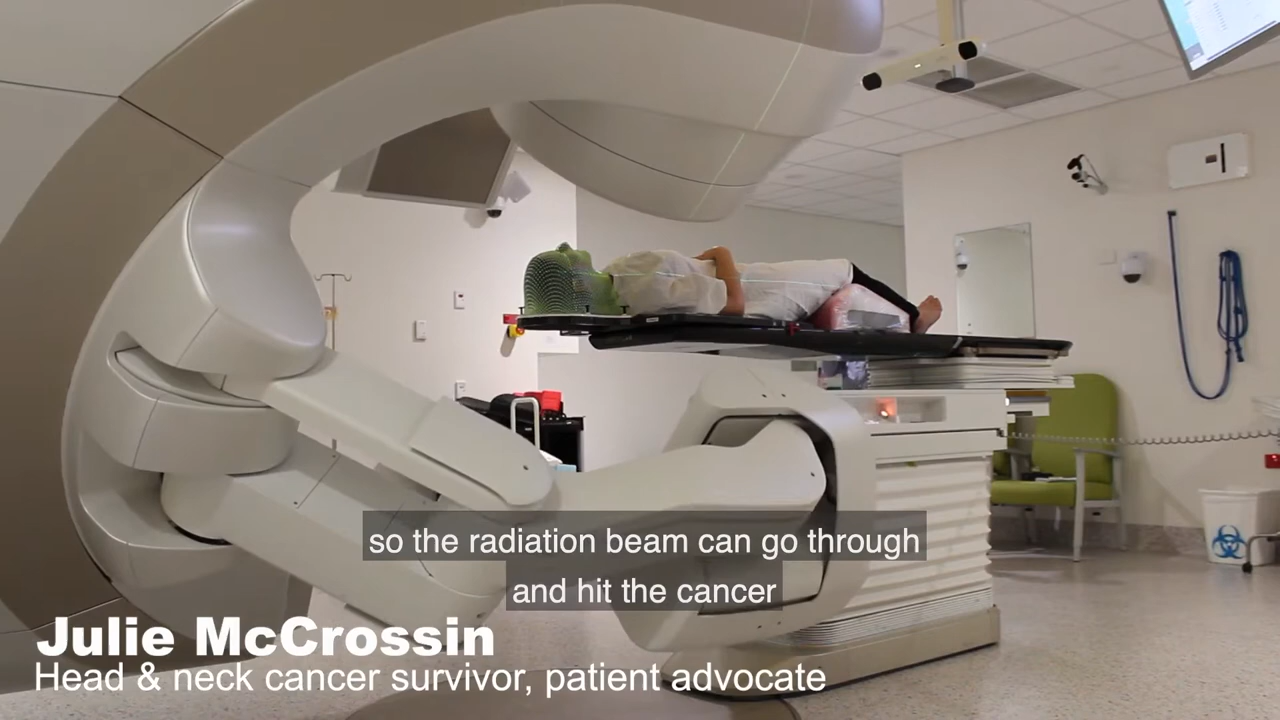 so the radiation beam can go through
and hit the cancer
Julie McCrossin
Head & neck cancer survivor, patient advocate